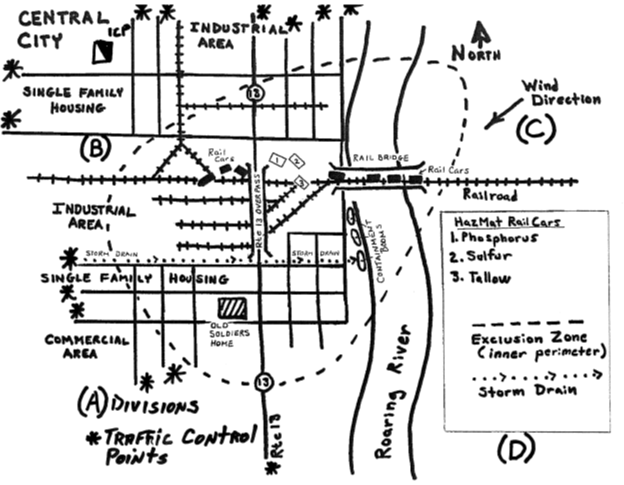 CENTRAL
CITY
ICP
INDUSTRIAL
AREA
NORTH
13
Wind
Direction
(C)
SINGLE FAMILY
HOUSING
(B)
Rail
Cars
1
2
3
RAIL BRIDGE
Rail Cars
Railroad
Rte 13 OVERPASS
INDUSTRIAL
AREA
HazMat RailCars
1. Phosphorus
2. Sulfur
3. Tallow
CONTAINMENT
BOOMS
STORM DRAIN
STORM DRAIN
SINGLE FAMILY HOUSING
OLD
SOLDIERS
HOME
COMMERCIAL
AREA
Exclusion Zone
(inner perimeter)
Storm Drain
13
Roaring River
Rte 13
(A) DIVISIONS
*TRAFFIC CONTROL
POINTS
(D)